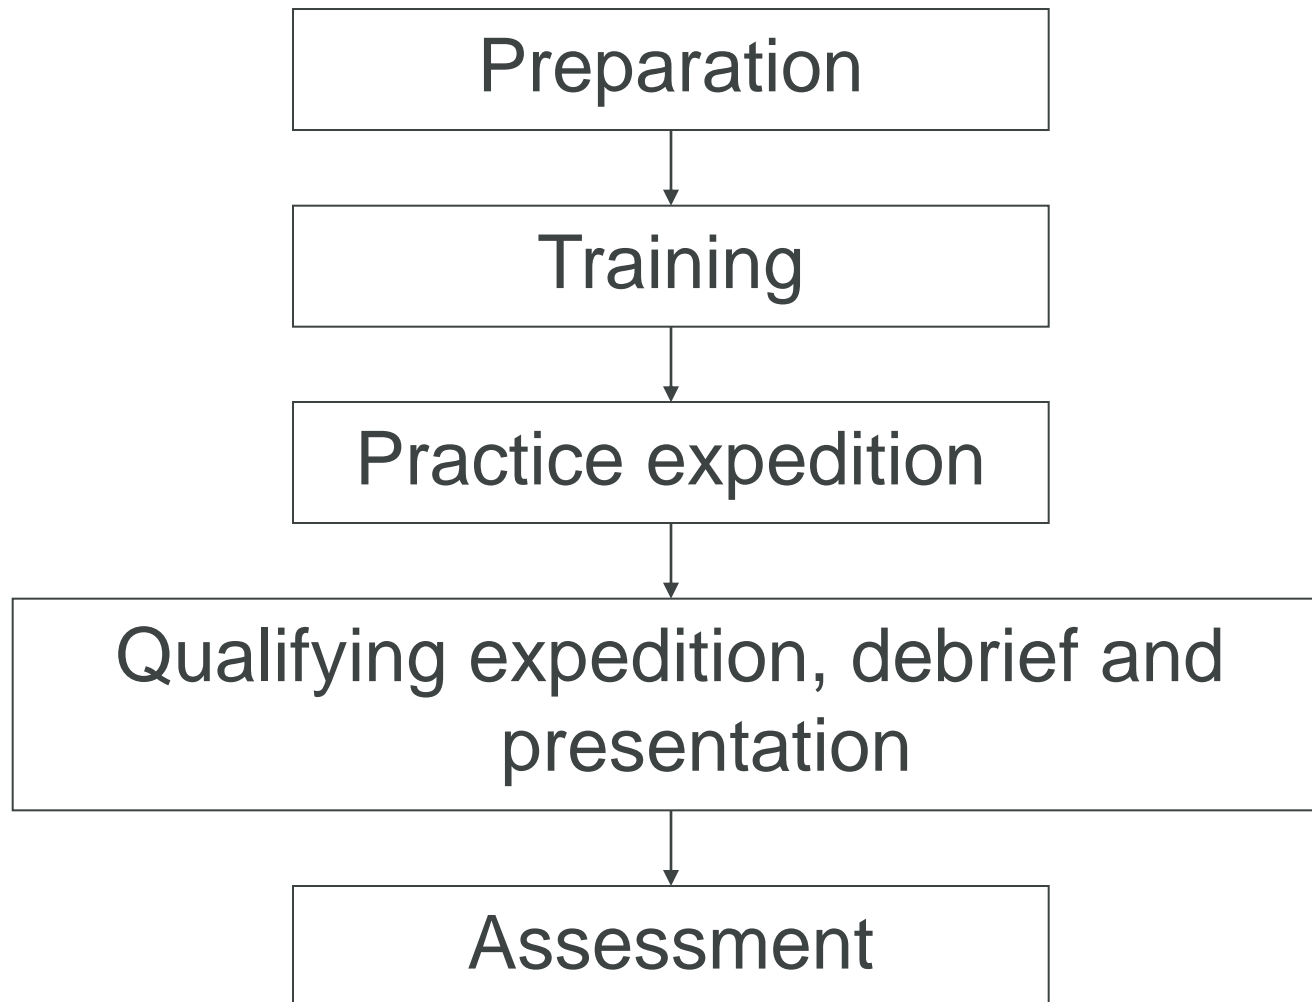 Preparation
Training
Practice expedition
Qualifying expedition, debrief and
presentation
Assessment